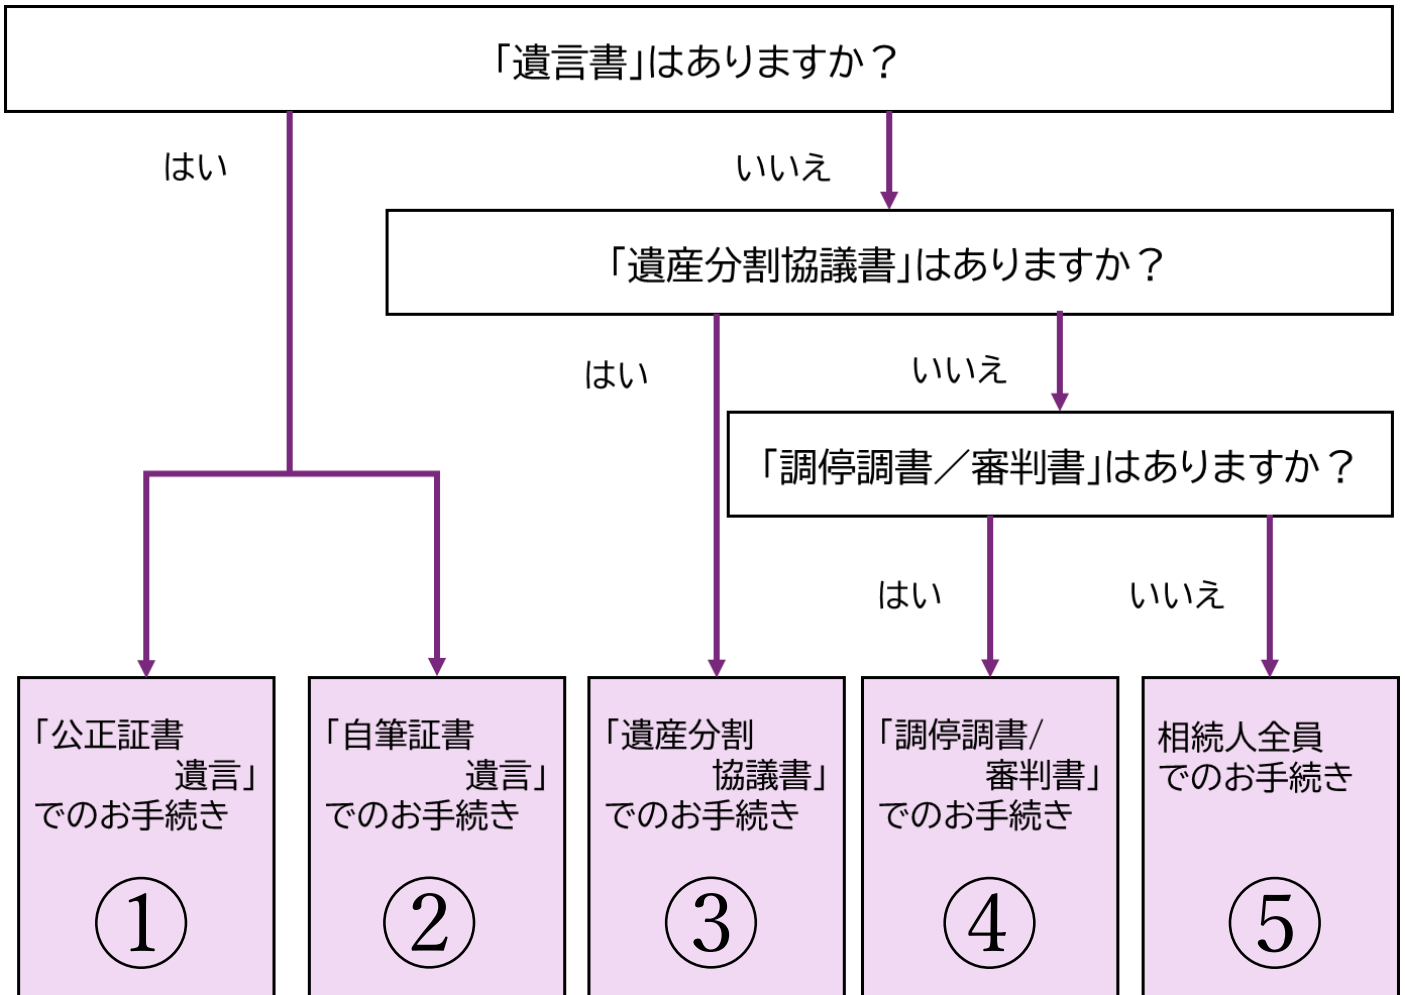 「遺言書」はありますか？
はい
いいえ
「遺産分割協議書」はありますか？
はい
いいえ
「調停調書／審判書」はありますか？
はい
いいえ
「公正証書
遺言」
でのお手続き
①
「自筆証書
遺言」
でのお手続き
②
「遺産分割
協議書」
でのお手続き
③
「調停調書/
審判書」
でのお手続き
④
相続人全員
でのお手続き
⑤